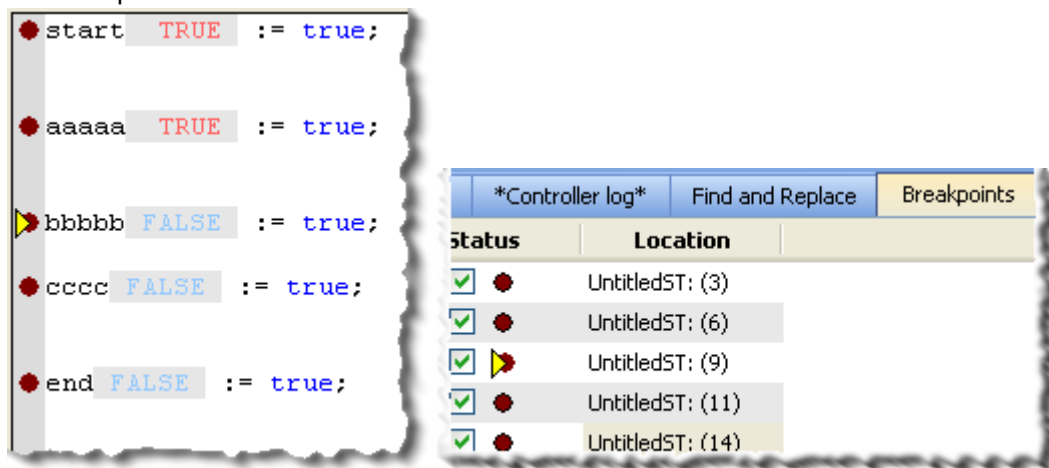 start TRUE := true;
aaaaa TRUE := true;
bbbbb FALSE := true;
cccc FALSE := true;
end FALSE := true;
*Controller log* Find and Replace Breakpoints
Status Location
UntitledST: (3)
UntitledST: (6)
UntitledST: (9)
UntitledST: (11)
UntitledST: (14)